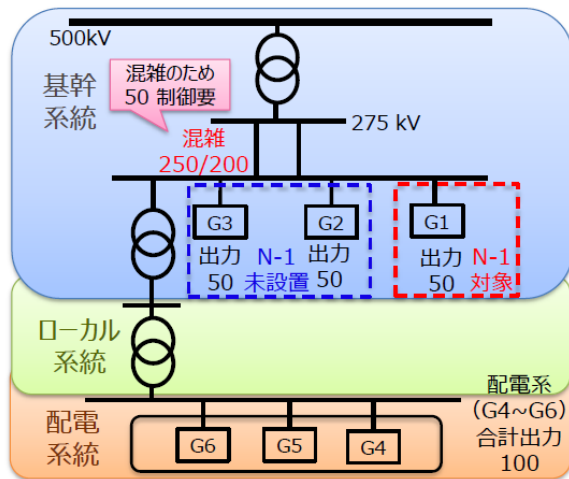 500kV
基幹
系統
混雑のため
50 制御要
275 kV
混雑
250/200
G3
G2
G1
出力
50
N-1
未設置
出力
50
出力
50
N-1
対象
ローカル
系統
配電
系統
G6
G5
G4
配電系
(G4~G6)
合計出力
100